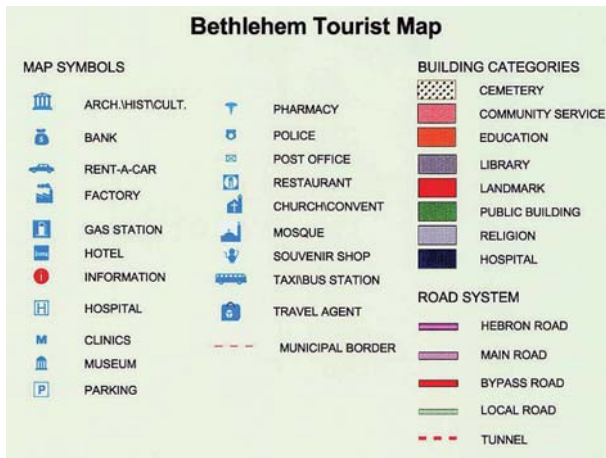 Bethlehem Tourist Map
MAP SYMBOLS
ARCH.\HIST\CULT.
BANK
RENT-A-CAR
FACTORY
GAS STATION
HOTEL
INFORMATION
HOSPITAL
M CLINICS
MUSEUM
P PARKING
PHARMACY
POLICE
POST OFFICE
RESTAURANT
CHURCH\CONVENT
MOSQUE
SOUVENIR SHOP
TAXI\BUS STATION
TRAVEL AGENT
MUNICIPAL BORDER
BUILDING CATEGORIES
CEMETERY
COMMUNITY SERVICE
EDUCATION
LIBRARY
LANDMARK
PUBLIC BUILDING
RELIGION
HOSPITAL
ROAD SYSTEM
HEBRON ROAD
MAIN ROAD
BYPASS ROAD
LOCAL ROAD
TUNNEL